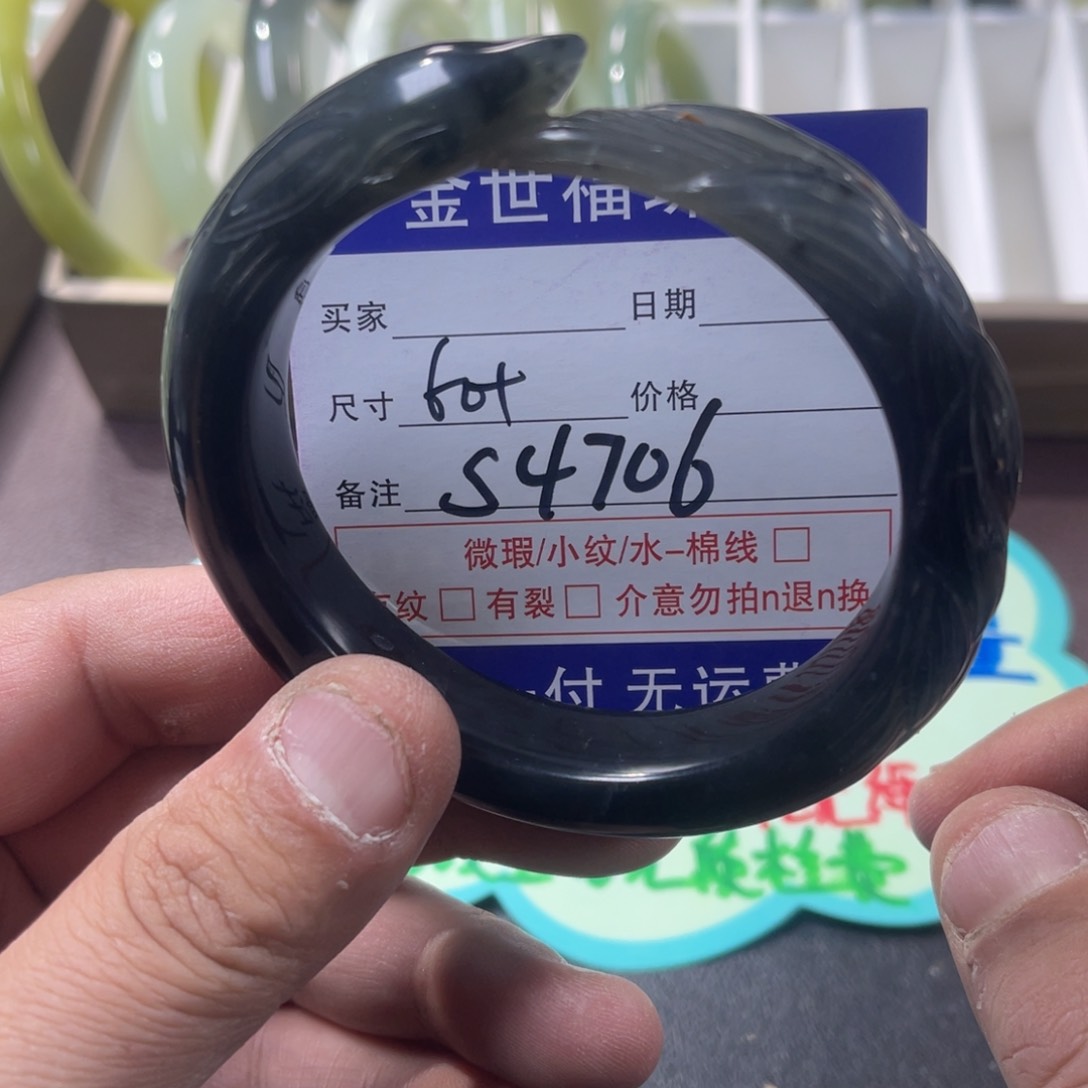 金世福
买家 日期
尺寸 60+ 价格
备注 S4706
微瑕/小纹/水-棉线 □
纹 □ 有裂 □ 介意勿拍n退n换
付 无运费